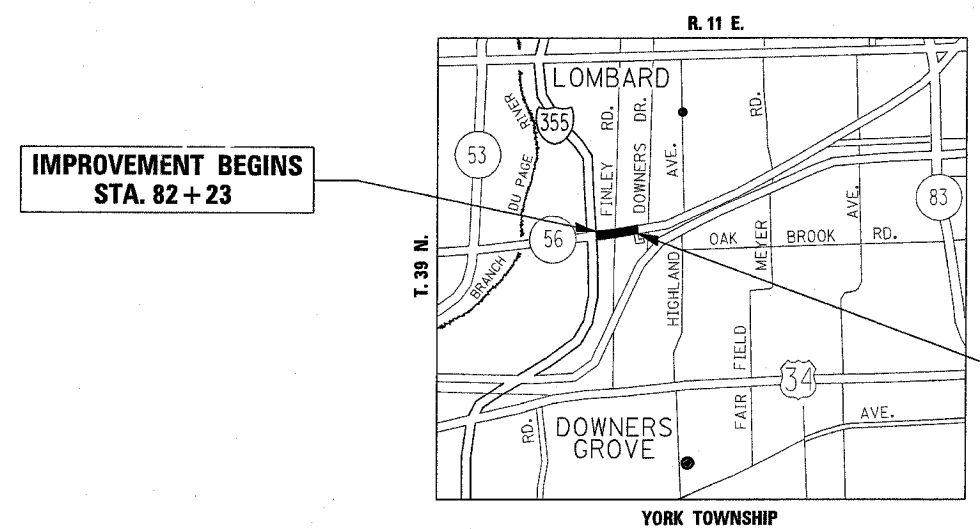 R. 11 E.
LOMBARD
RIVER
355
FINLEY RD.
DOWNERS DR.
AVE.
RD.
53
IMPROVEMENT BEGINS
STA. 82+23
DU PAGE
83
56
OAK BROOK RD.
MEYER
AVE.
T. 39 N.
BRANCH
HIGHLAND
FAIR FIELD
34
RD.
DOWNERS
GROVE
AVE.
YORK TOWNSHIP